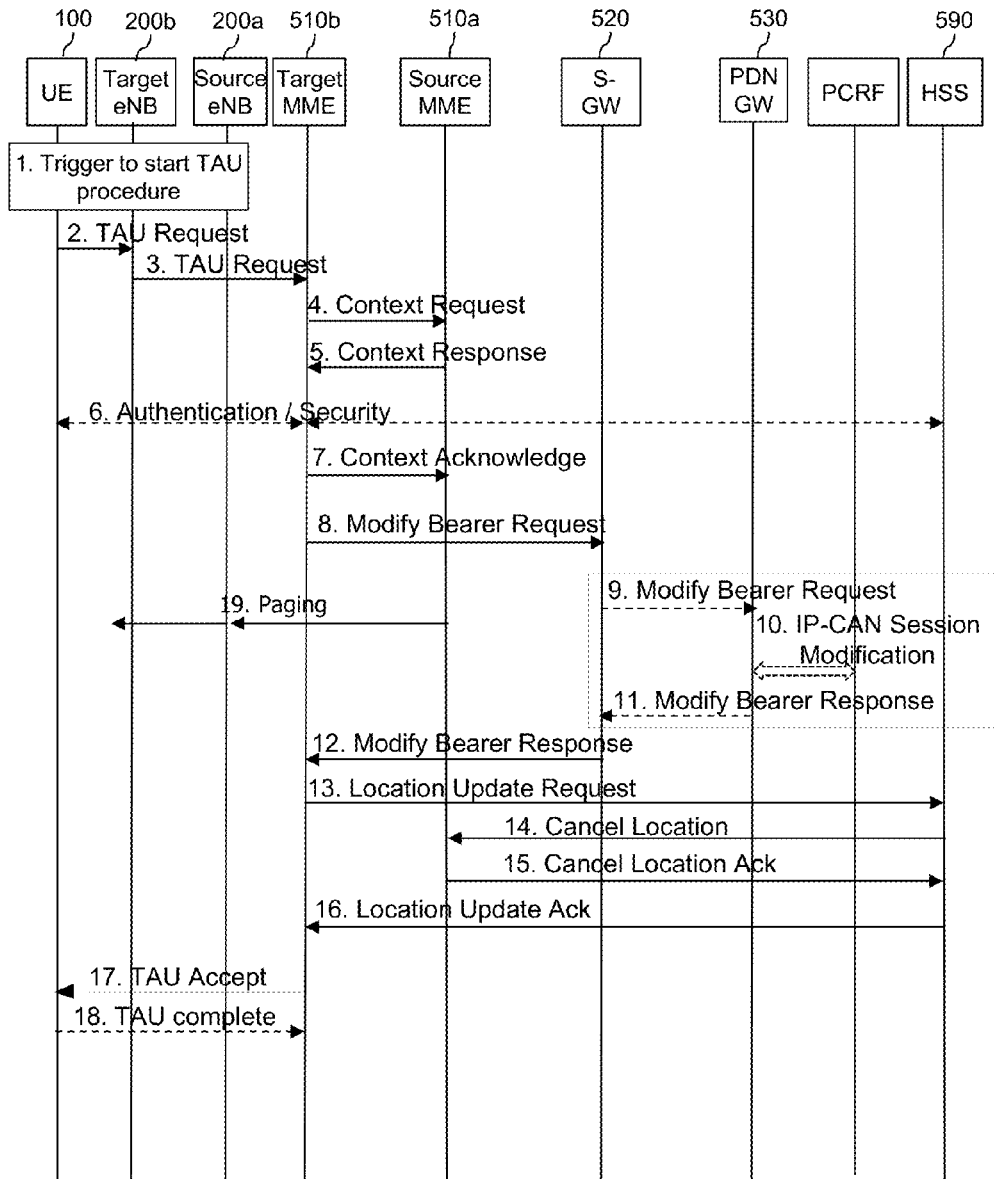 100
200b
200a
510b
510a
520
530
590
UE
Target
eNB
Source
eNB
Target
MME
Source
MME
S-
GW
PDN
GW
PCRF
HSS
1. Trigger to start TAU
procedure
2. TAU Request
3. TAU Request
4. Context Request
5. Context Response
6. Authentication / Security
7. Context Acknowledge
8. Modify Bearer Request
9. Modify Bearer Request
19. Paging
10. IP-CAN Session
Modification
11. Modify Bearer Response
12. Modify Bearer Response
13. Location Update Request
14. Cancel Location
15. Cancel Location Ack
16. Location Update Ack
17. TAU Accept
18. TAU complete